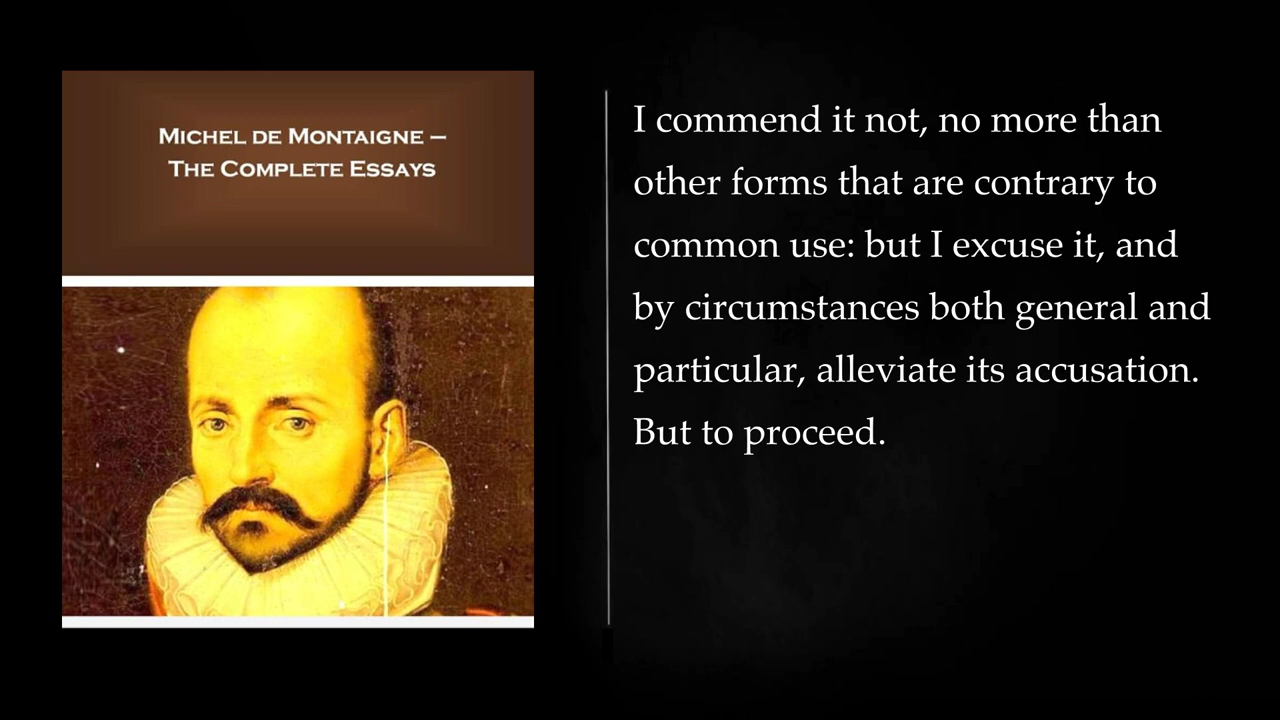 MICHEL DE MONTAIGNE –
THE COMPLETE ESSAYS
I commend it not, no more than
other forms that are contrary to
common use: but I excuse it, and
by circumstances both general and
particular, alleviate its accusation.
But to proceed.